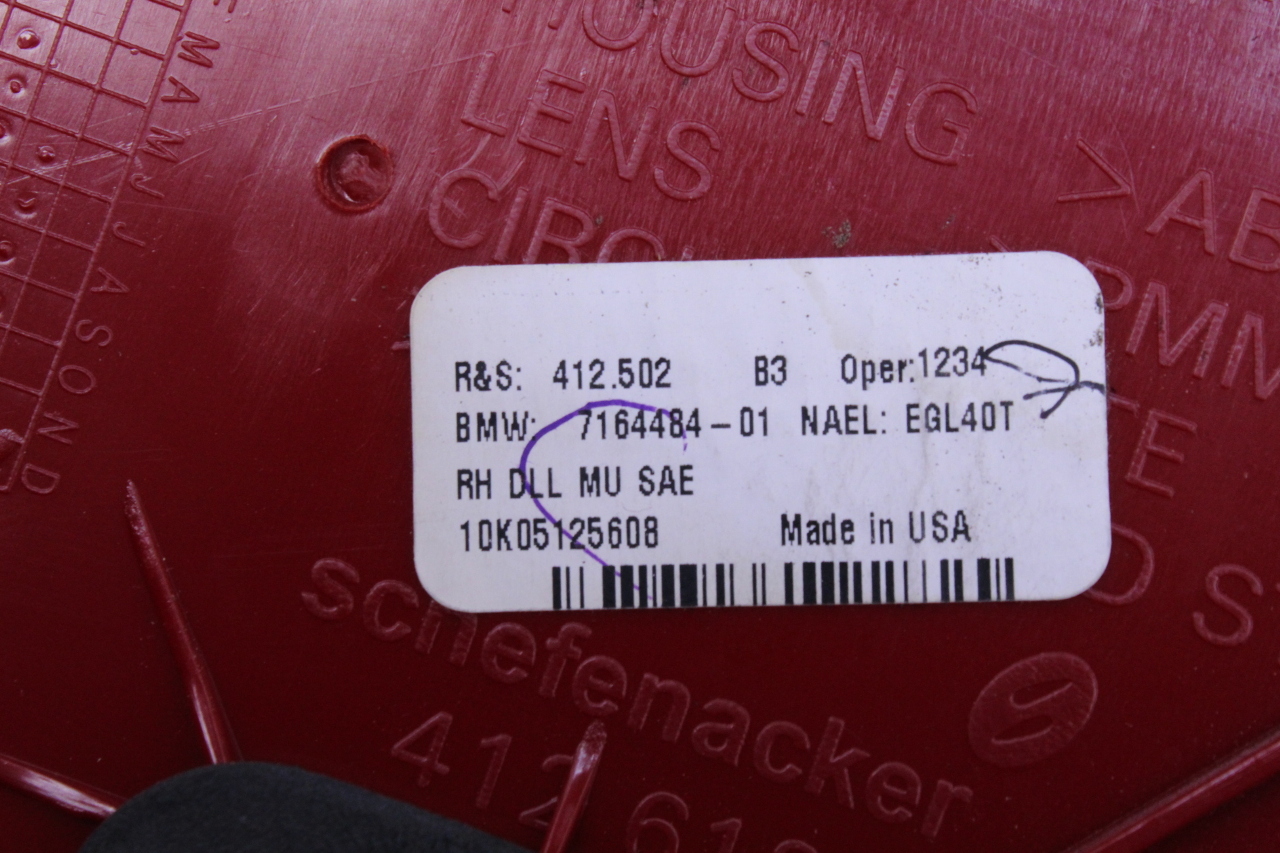 HOUSING
LENS
>AB
R&S: 412.502 B3 Oper:1234
BMW: 7164484-01 NAEL: EGL40T
RH DLL MU SAE
10K05125608 Made in USA
schefenacker
M A M J J A S O N D